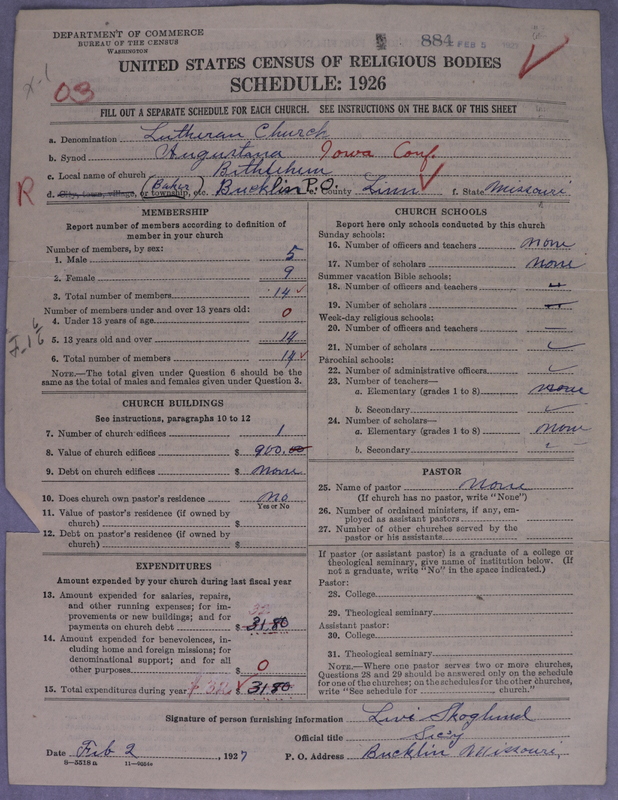 DEPARTMENT OF COMMERCE
BUREAU OF THE CENSUS
WASHINGTON
884 FEB 5
UNITED STATES CENSUS OF RELIGIOUS BODIES
SCHEDULE: 1926
X-1
03
FILL OUT A SEPARATE SCHEDULE FOR EACH CHURCH. SEE INSTRUCTIONS ON THE BACK OF THIS SHEET
a. Denomination Lutheran Church
b. Synod Augustana Iowa Conf.
c. Local name of church Bethlehem
R d. City, town, village, or township, etc. (Baker) Bucklin P.O. e. County Linn f. State Missouri
MEMBERSHIP
Report number of members according to definition of
member in your church
Number of members, by sex:
1. Male 5
2. Female 9
3. Total number of members 14
Number of members under and over 13 years old:
4. Under 13 years of age 0
5. 13 years old and over 14
6. Total number of members 14
NOTE.—The total given under Question 6 should be the
same as the total of males and females given under Question 3.
CHURCH BUILDINGS
See instructions, paragraphs 10 to 12
7. Number of church edifices 1
8. Value of church edifices $ 900.00
9. Debt on church edifices $ None
10. Does church own pastor's residence No
Yes or No
11. Value of pastor's residence (if owned by
church) $
12. Debt on pastor's residence (if owned by
church) $
EXPENDITURES
Amount expended by your church during last fiscal year
13. Amount expended for salaries, repairs,
and other running expenses; for im-
provements or new buildings; and for
payments on church debt $ 31.80 32
14. Amount expended for benevolences, in-
cluding home and foreign missions; for
denominational support; and for all
other purposes $ 0
15. Total expenditures during year $ 32 31.80
CHURCH SCHOOLS
Report here only schools conducted by this church
Sunday schools:
16. Number of officers and teachers none
17. Number of scholars none
Summer vacation Bible schools:
18. Number of officers and teachers
19. Number of scholars
Week-day religious schools:
20. Number of officers and teachers
21. Number of scholars
Parochial schools:
22. Number of administrative officers
23. Number of teachers—
a. Elementary (grades 1 to 8) none
b. Secondary
24. Number of scholars—
a. Elementary (grades 1 to 8) none
b. Secondary
PASTOR
25. Name of pastor None
(If church has no pastor, write "None")
26. Number of ordained ministers, if any, em-
ployed as assistant pastors
27. Number of other churches served by the
pastor or his assistants
If pastor (or assistant pastor) is a graduate of a college or
theological seminary, give name of institution below. (If
not a graduate, write "No" in the space indicated.)
Pastor:
28. College
29. Theological seminary
Assistant pastor:
30. College
31. Theological seminary
NOTE.—Where one pastor serves two or more churches,
Questions 28 and 29 should be answered only on the schedule
for one of the churches; on the schedules for the other churches,
write "See schedule for church."
Signature of person furnishing information Levi Skoglund
Official title Sec'y
Date Feb 2, 1927 P. O. Address Bucklin Missouri
8—5518 a